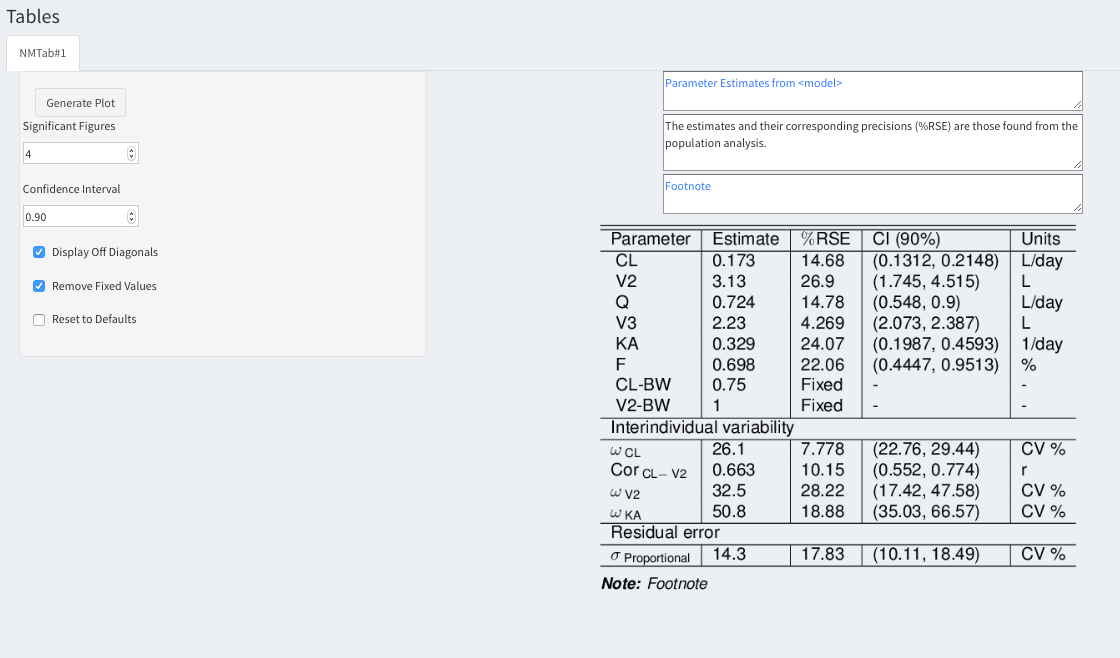 Tables
NMTab#1
Generate Plot
Significant Figures
4
Confidence Interval
0.90
Display Off Diagonals
Remove Fixed Values
Reset to Defaults
Parameter Estimates from <model>
The estimates and their corresponding precisions (%RSE) are those found from the
population analysis.
Footnote
Parameter Estimate %RSE CI (90%) Units
CL 0.173 14.68 (0.1312, 0.2148) L/day
V2 3.13 26.9 (1.745, 4.515) L
Q 0.724 14.78 (0.548, 0.9) L/day
V3 2.23 4.269 (2.073, 2.387) L
KA 0.329 24.07 (0.1987, 0.4593) 1/day
F 0.698 22.06 (0.4447, 0.9513) %
CL-BW 0.75 Fixed - -
V2-BW 1 Fixed - -
Interindividual variability
ω CL 26.1 7.778 (22.76, 29.44) CV %
Cor CL− V2 0.663 10.15 (0.552, 0.774) r
ω V2 32.5 28.22 (17.42, 47.58) CV %
ω KA 50.8 18.88 (35.03, 66.57) CV %
Residual error
σ Proportional 14.3 17.83 (10.11, 18.49) CV %
Note: Footnote